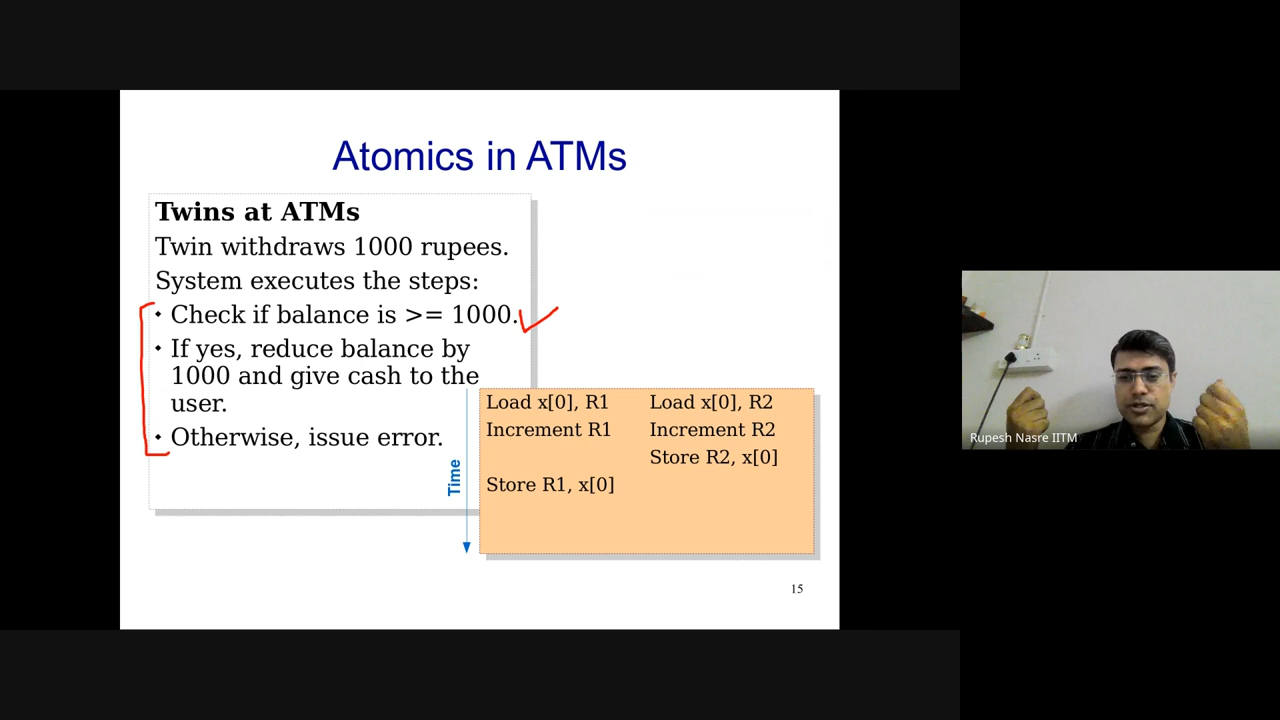 Atomics in ATMs
Twins at ATMs
Twin withdraws 1000 rupees.
System executes the steps:
• Check if balance is >= 1000.
• If yes, reduce balance by
1000 and give cash to the
user.
• Otherwise, issue error.
Time
Load x[0], R1 Load x[0], R2
Increment R1 Increment R2
Store R2, x[0]
Store R1, x[0]
15
Rupesh Nasre IITM